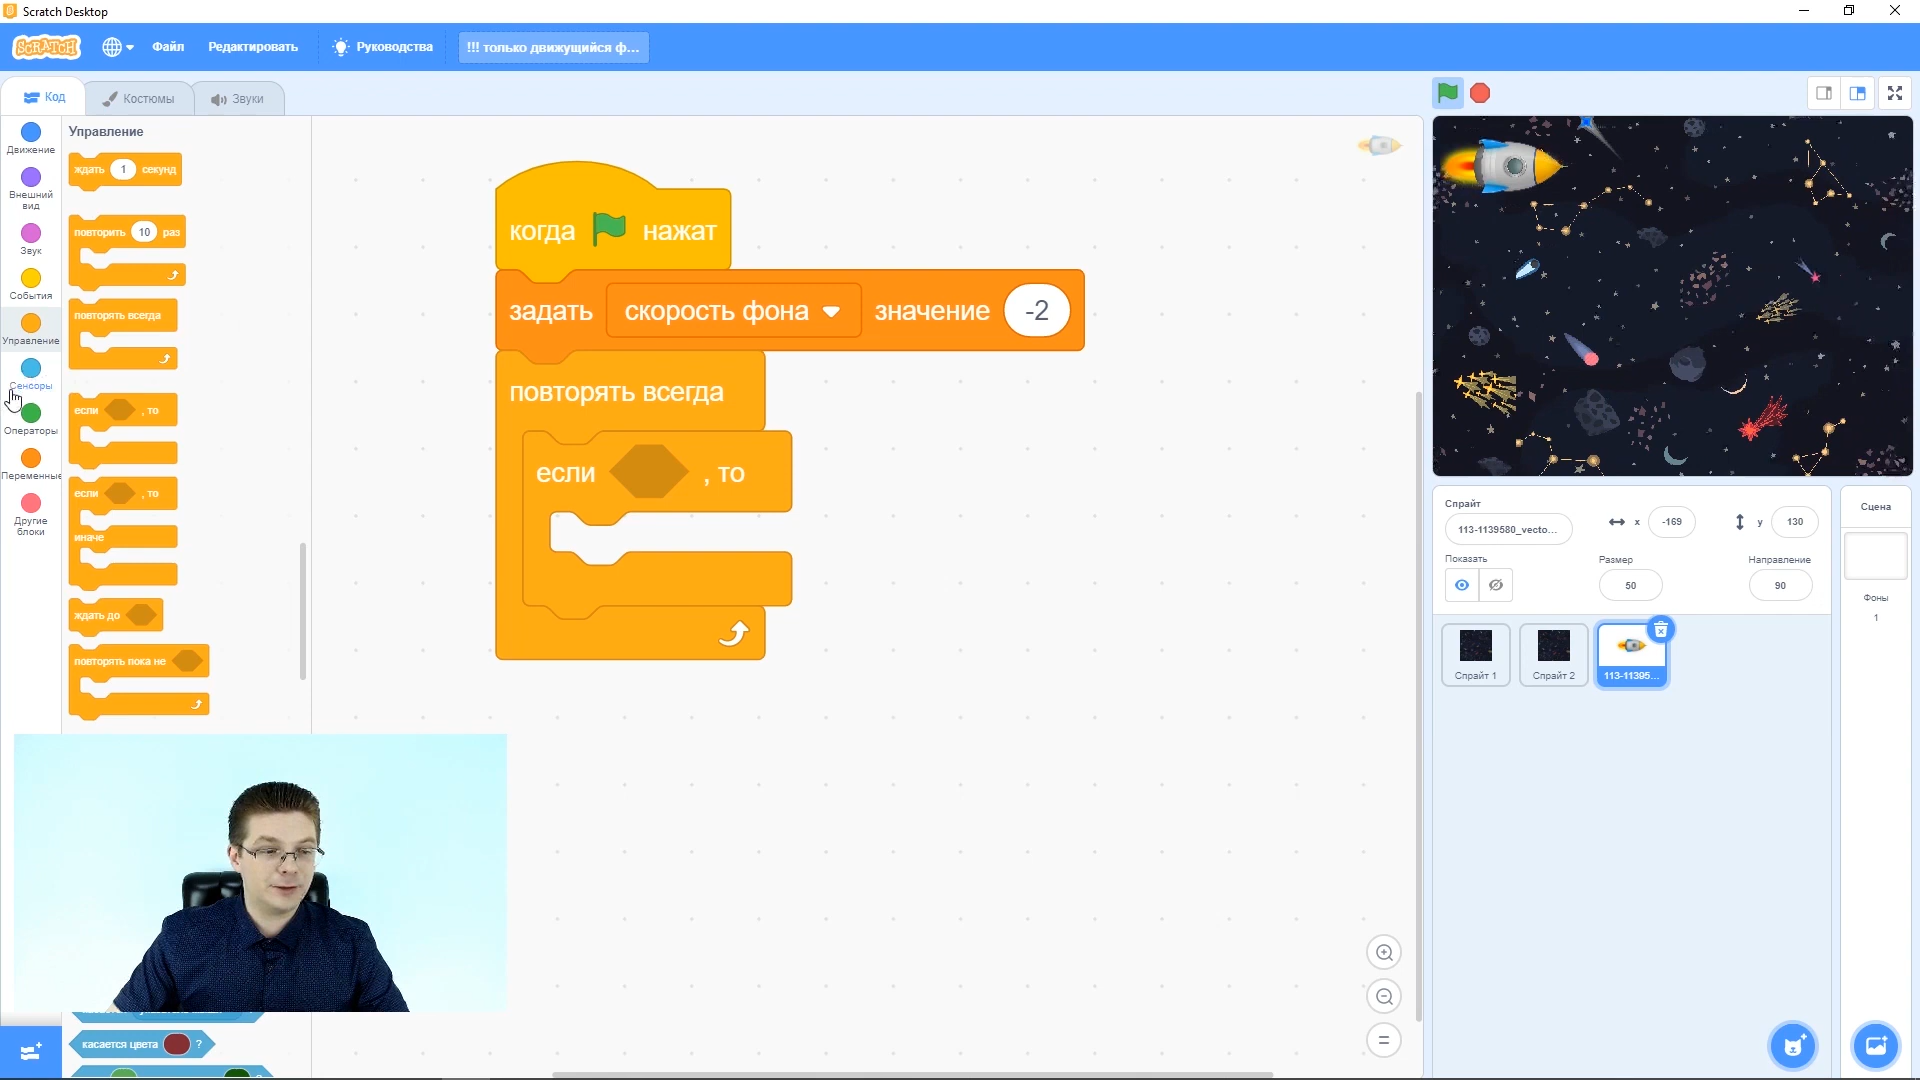 Scratch Desktop
SCRATCH
Файл
Редактировать
Руководства
!!! только движущийся ф...
Код
Костюмы
Звуки
Движение
Внешний
вид
Звук
События
Управление
Сенсоры
Операторы
Переменные
Другие
блоки
Управление
ждать 1 секунд
повторить 10 раз
повторять всегда
если , то
если , то
иначе
ждать до
повторять пока не
касается цвета ?
когда нажат
задать скорость фона значение -2
повторять всегда
если , то
Спрайт
113-1139580_vecto...
x -169
y 130
Показать
Размер
50
Направление
90
Спрайт 1
Спрайт 2
113-11395...
Сцена
Фоны
1